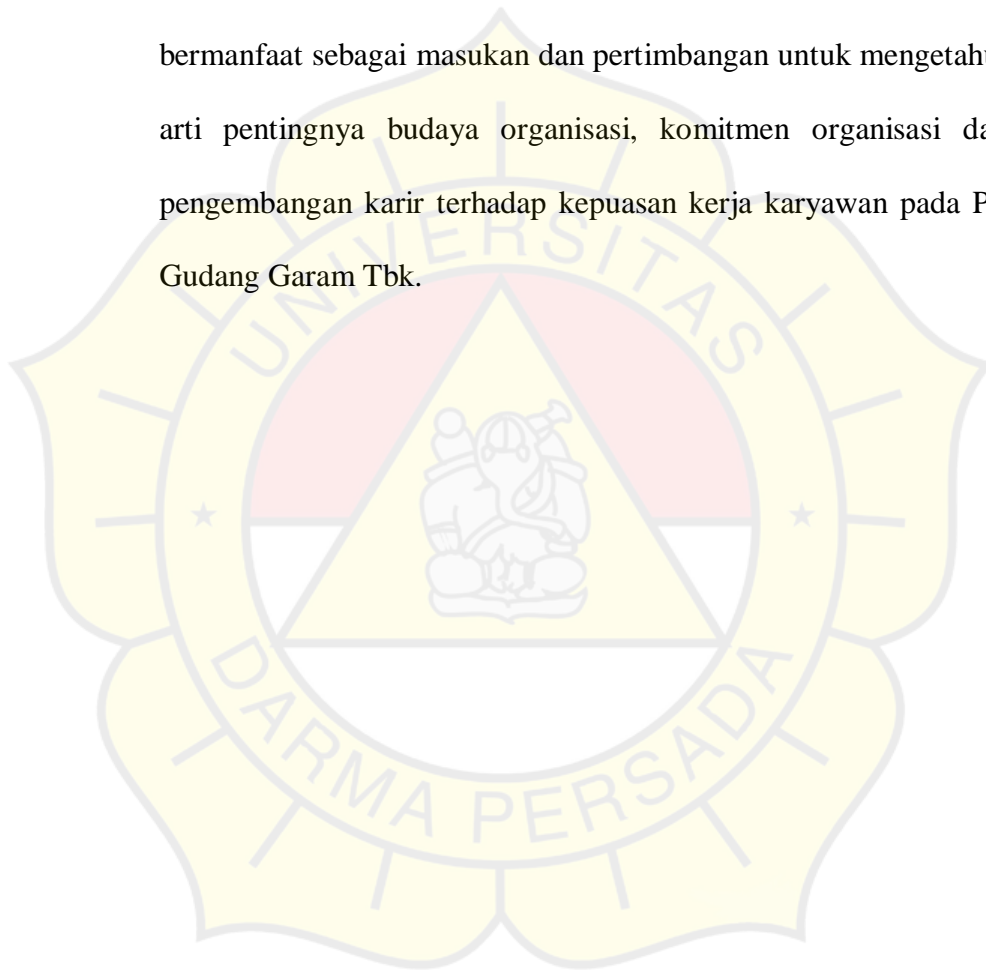 bermanfaat sebagai masukan dan pertimbangan untuk mengetahu
arti pentingnya budaya organisasi, komitmen organisasi da
pengembangan karir terhadap kepuasan kerja karyawan pada P
Gudang Garam Tbk.
UNIVERSITAS
DARMA PERSADA